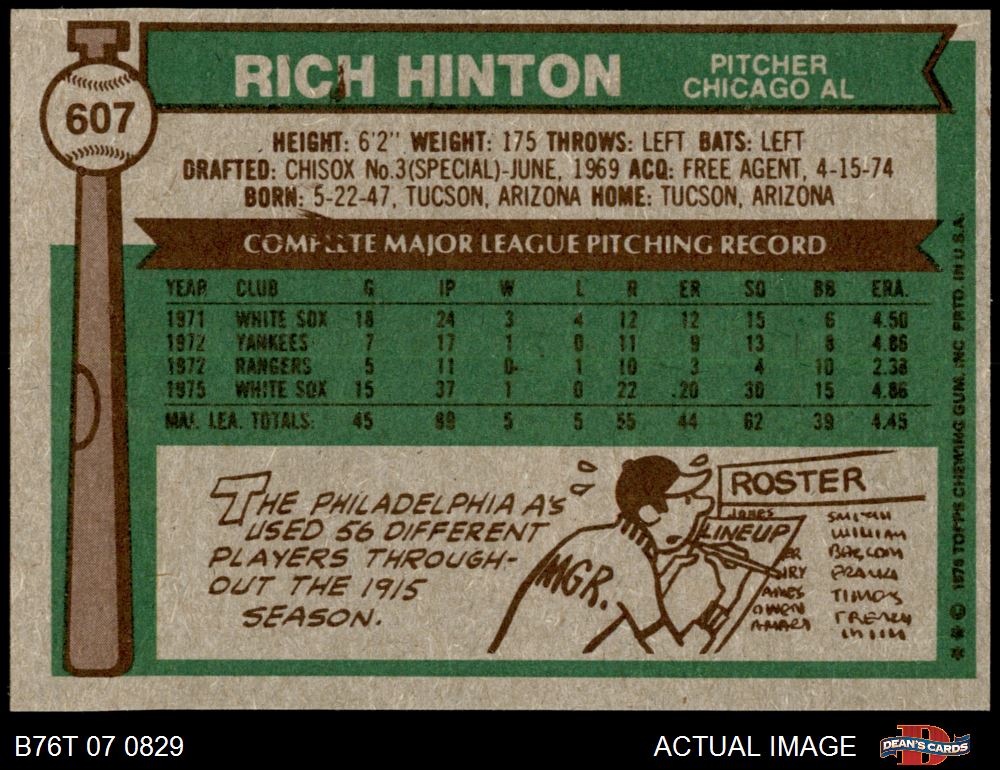 607
RICH HINTON
PITCHER
CHICAGO AL
HEIGHT: 6'2" WEIGHT: 175 THROWS: LEFT BATS: LEFT
DRAFTED: CHISOX No.3(SPECIAL)-JUNE, 1969 ACQ: FREE AGENT, 4-15-74
BORN: 5-22-47, TUCSON, ARIZONA HOME: TUCSON, ARIZONA
COMPLETE MAJOR LEAGUE PITCHING RECORD
YEAR CLUB G IP W L R ER SO BB ERA.
1971 WHITE SOX 18 24 3 4 12 12 15 6 4.50
1972 YANKEES 7 17 1 0 11 9 13 8 4.86
1972 RANGERS 5 11 0 1 10 3 4 10 2.38
1975 WHITE SOX 15 37 1 0 22 20 30 15 4.86
MAJ. LEA. TOTALS: 45 89 5 5 55 44 62 39 4.45
THE PHILADELPHIA A'S
USED 56 DIFFERENT
PLAYERS THROUGH-
OUT THE 1915
SEASON.
MGR.
ROSTER
JONES
LINEUP
SMITH
WILLIAM
FRANK
OWEN
* * © 1976 TOPPS CHEWING GUM, INC. PRTD. IN U.S.A.
B76T 07 0829
ACTUAL IMAGE
DEAN'S CARDS